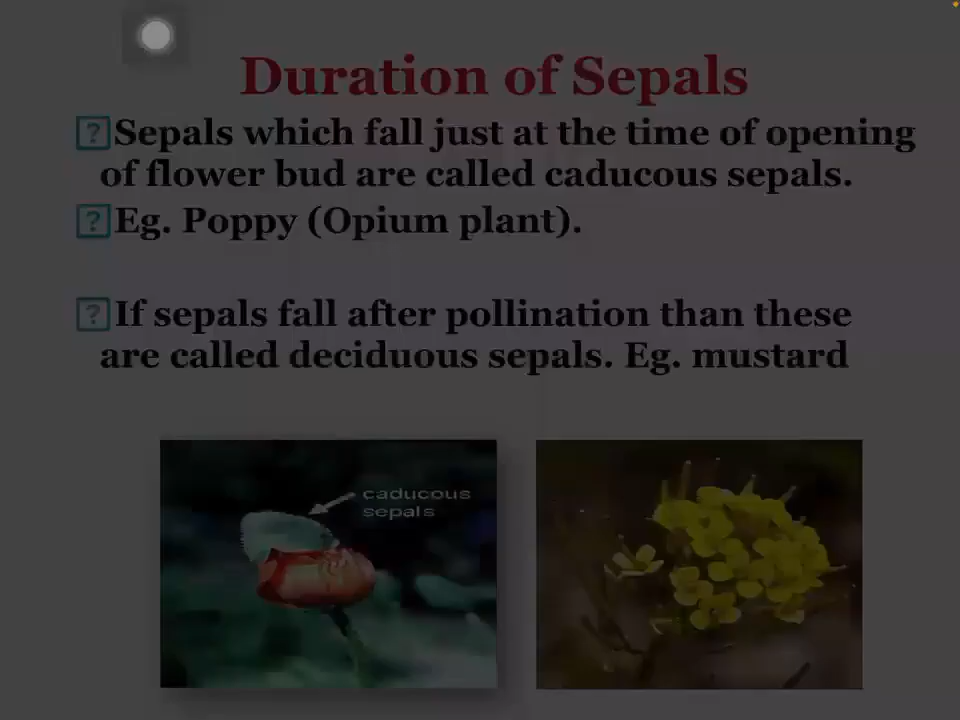 Duration of Sepals
Sepals which fall just at the time of opening
of flower bud are called caducous sepals.
Eg. Poppy (Opium plant).
If sepals fall after pollination than these
are called deciduous sepals. Eg. mustard
caducous
sepals